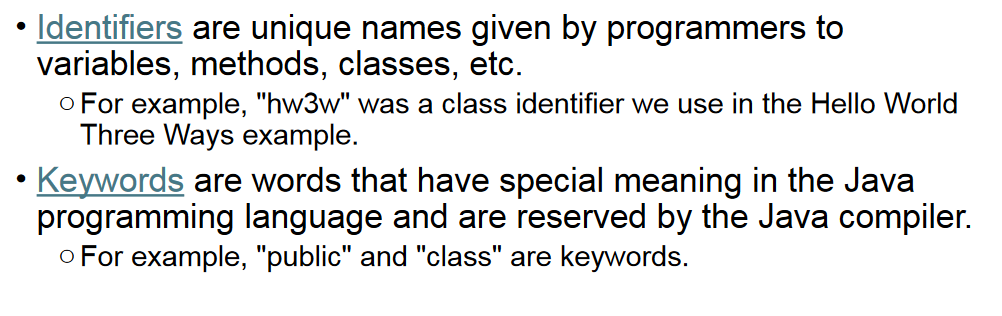 • Identifiers are unique names given by programmers to
variables, methods, classes, etc.
○ For example, "hw3w" was a class identifier we use in the Hello World
Three Ways example.
• Keywords are words that have special meaning in the Java
programming language and are reserved by the Java compiler.
○ For example, "public" and "class" are keywords.